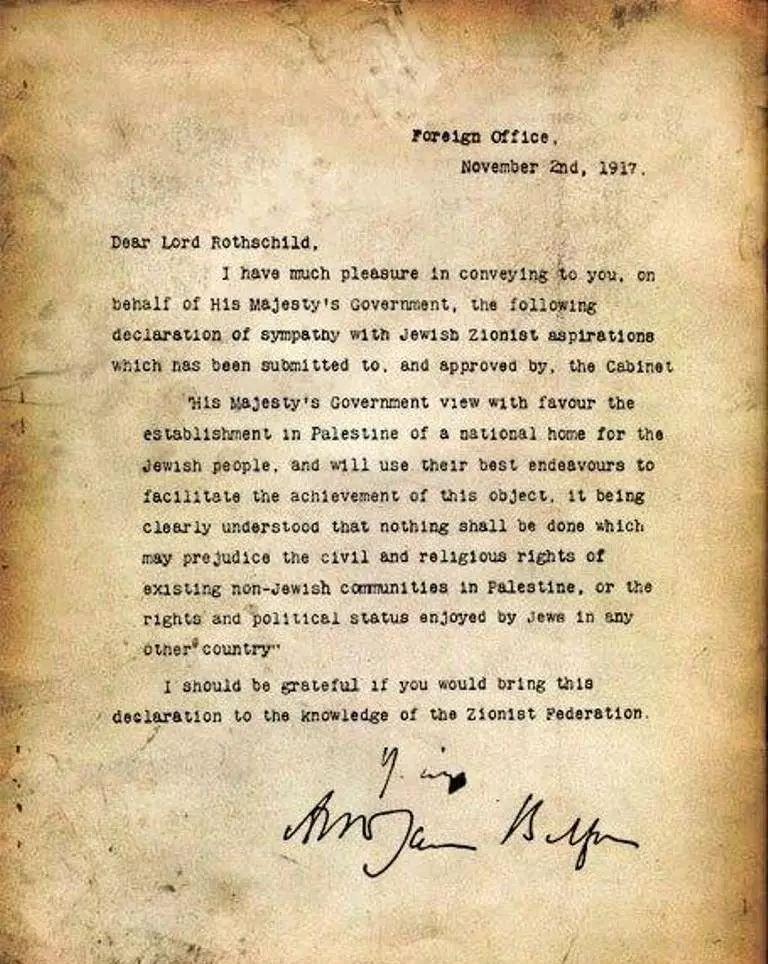 Foreign Office,
November 2nd, 1917.
Dear Lord Rothschild,
I have much pleasure in conveying to you, on
behalf of His Majesty's Government, the following
declaration of sympathy with Jewish Zionist aspirations
which has been submitted to, and approved by, the Cabinet
"His Majesty's Government view with favour the
establishment in Palestine of a national home for the
Jewish people, and will use their best endeavours to
facilitate the achievement of this object, it being
clearly understood that nothing shall be done which
may prejudice the civil and religious rights of
existing non-Jewish communities in Palestine, or the
rights and political status enjoyed by Jews in any
other country"
I should be grateful if you would bring this
declaration to the knowledge of the Zionist Federation.
Arthur James Balfour